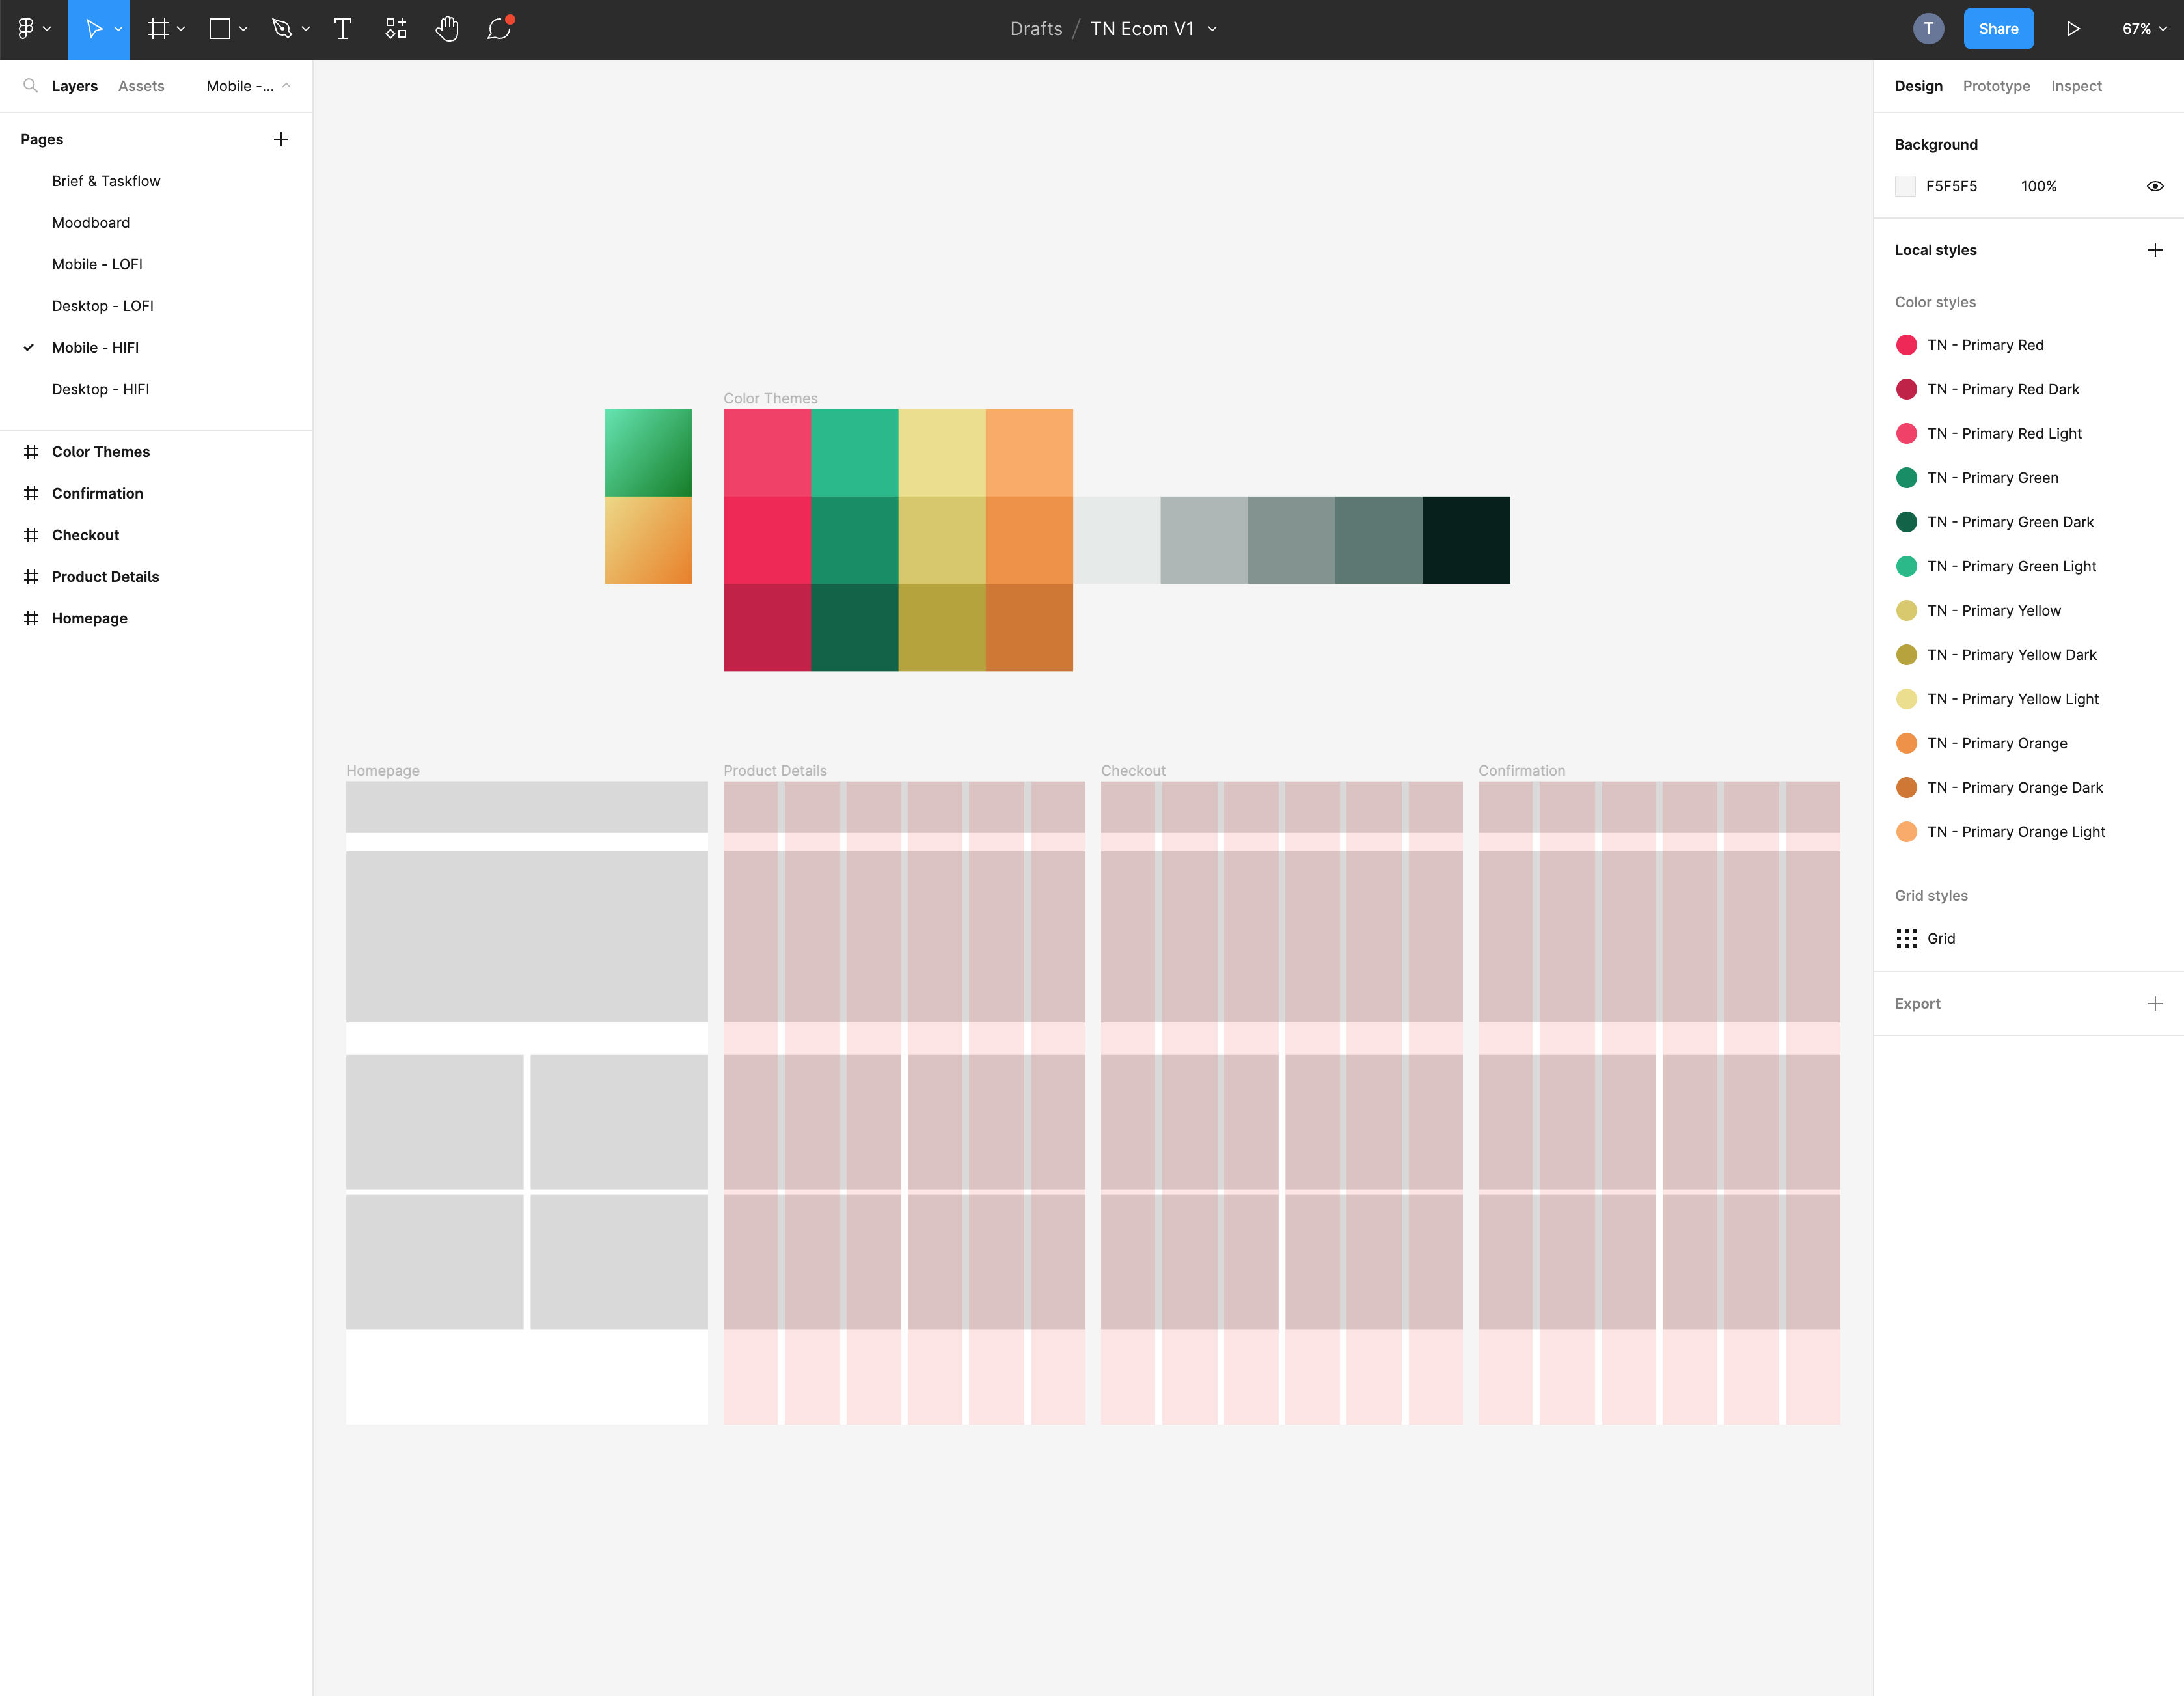 Drafts / TN Ecom V1
T
Share
67%
Layers
Assets
Mobile -...
Pages
Brief & Taskflow
Moodboard
Mobile - LOFI
Desktop - LOFI
Mobile - HIFI
Desktop - HIFI
Color Themes
Confirmation
Checkout
Product Details
Homepage
Color Themes
Homepage
Product Details
Checkout
Confirmation
Design
Prototype
Inspect
Background
F5F5F5
100%
Local styles
Color styles
TN - Primary Red
TN - Primary Red Dark
TN - Primary Red Light
TN - Primary Green
TN - Primary Green Dark
TN - Primary Green Light
TN - Primary Yellow
TN - Primary Yellow Dark
TN - Primary Yellow Light
TN - Primary Orange
TN - Primary Orange Dark
TN - Primary Orange Light
Grid styles
Grid
Export